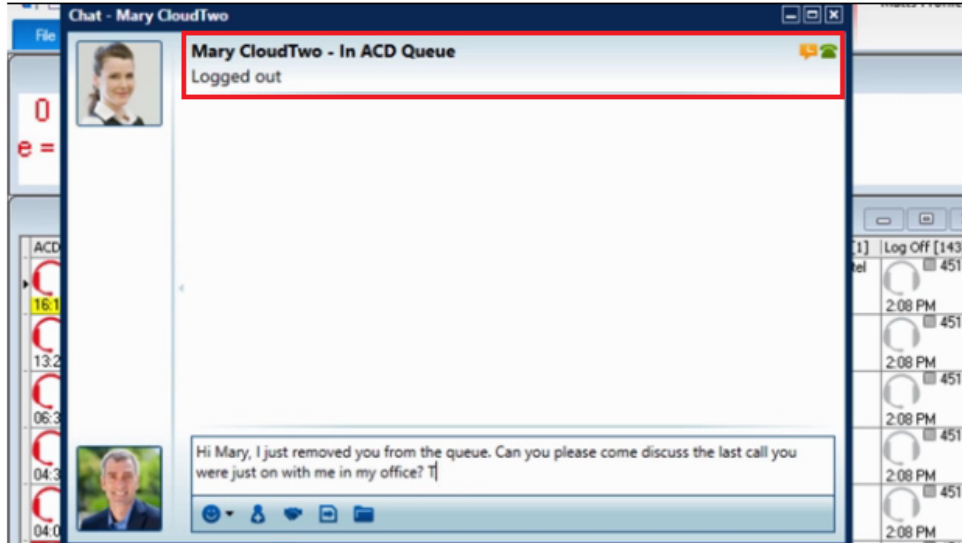 Chat - Mary CloudTwo
File
Mary CloudTwo - In ACD Queue
Logged out
0
e =
ACD
[1]
Log Off [143
tel
451
16:1
2:08 PM
451
13:2
2:08 PM
451
06:3
2:08 PM
451
04:3
2:08 PM
451
04:0
2:08 PM
Hi Mary, I just removed you from the queue. Can you please come discuss the last call you
were just on with me in my office? T